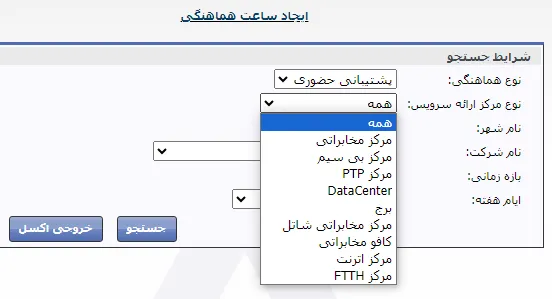 ایجاد ساعت هماهنگی
شرایط جستجو
نوع هماهنگی: پشتیبانی حضوری
نوع مرکز ارائه سرویس: همه
همه
مرکز مخابراتی
مرکز بی سیم
مرکز PTP
DataCenter
برج
مرکز مخابراتی شاتل
کافو مخابراتی
مرکز اترنت
مرکز FTTH
نام شهر:
نام شرکت:
بازه زمانی:
ایام هفته:
جستجو خروجی اکسل